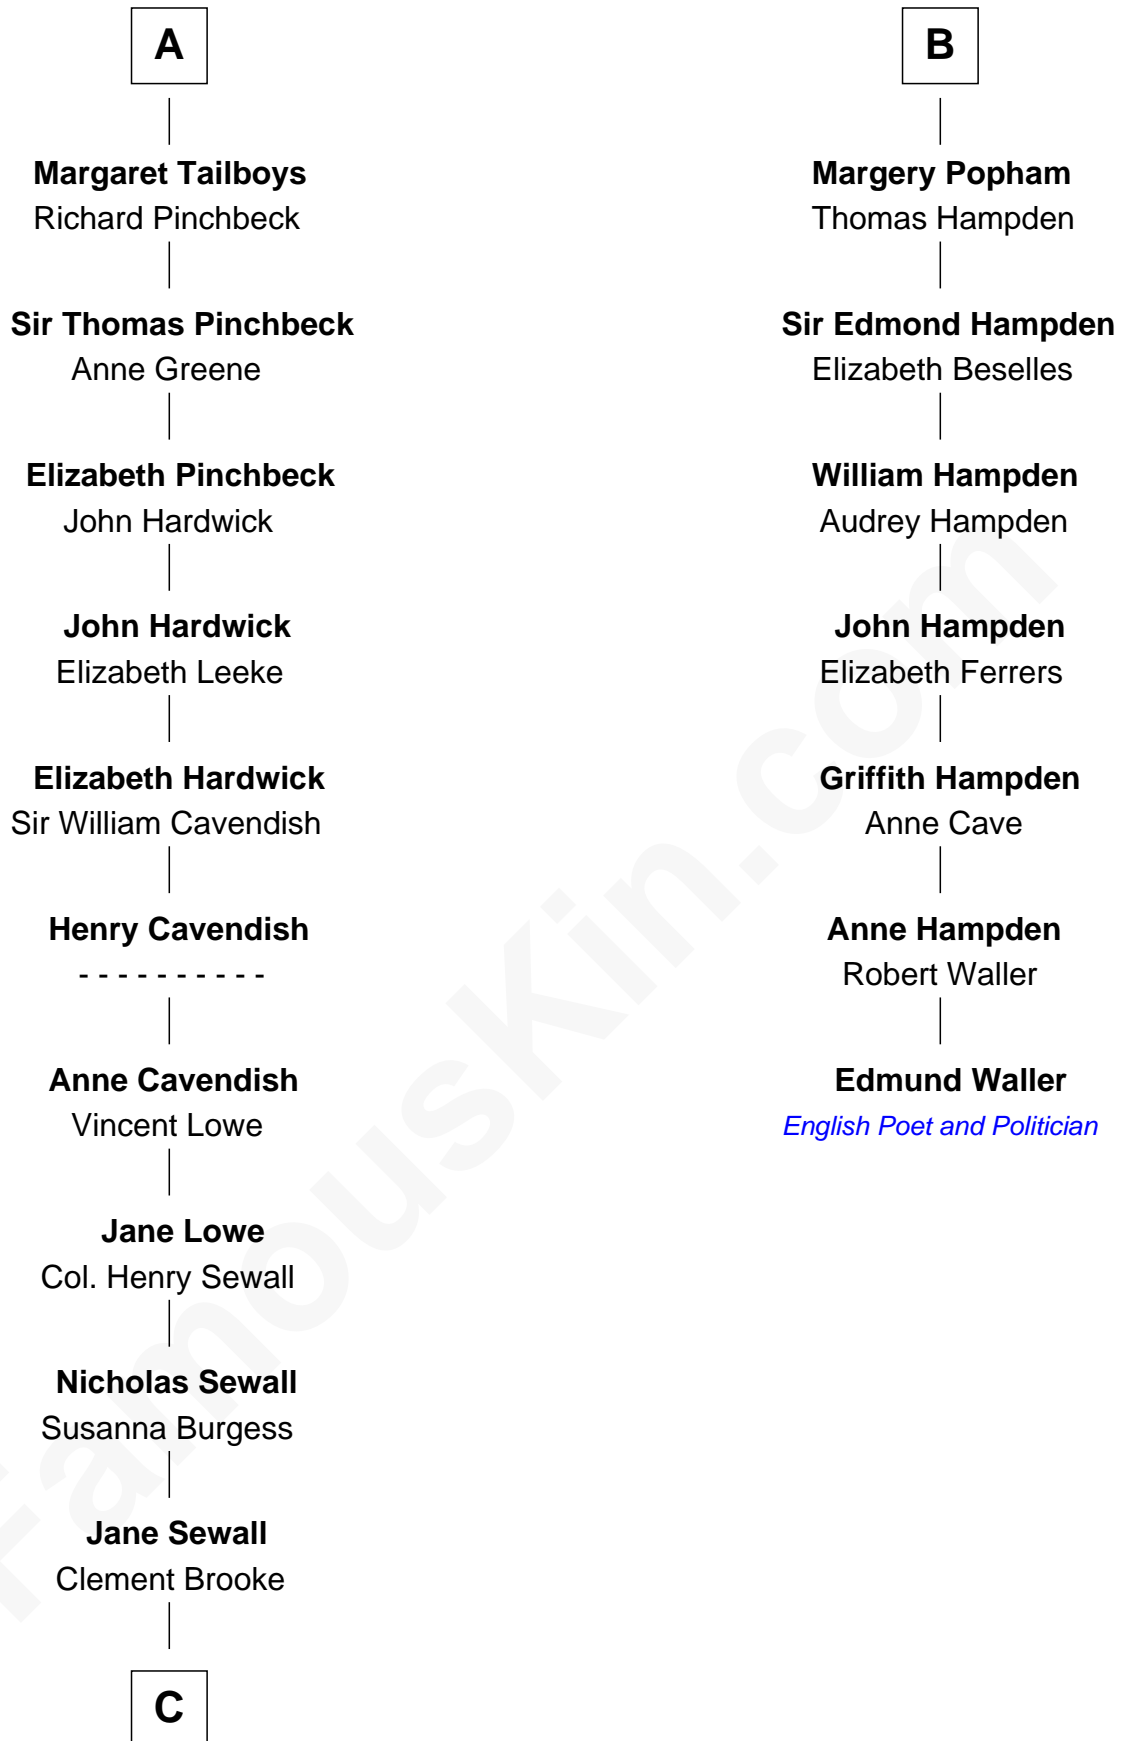 A
Margaret Tailboys
Richard Pinchbeck
Sir Thomas Pinchbeck
Anne Greene
Elizabeth Pinchbeck
John Hardwick
John Hardwick
Elizabeth Leeke
Elizabeth Hardwick
Sir William Cavendish
Henry Cavendish
- - - - - - - - - -
Anne Cavendish
Vincent Lowe
Jane Lowe
Col. Henry Sewall
Nicholas Sewall
Susanna Burgess
Jane Sewall
Clement Brooke
C
B
Margery Popham
Thomas Hampden
Sir Edmond Hampden
Elizabeth Beselles
William Hampden
Audrey Hampden
John Hampden
Elizabeth Ferrers
Griffith Hampden
Anne Cave
Anne Hampden
Robert Waller
Edmund Waller
English Poet and Politician
FamousKin.com